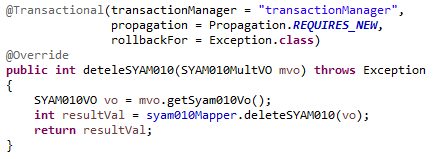 @Transactional(transactionManager = "transactionManager",
propagation = Propagation.REQUIRES_NEW,
rollbackFor = Exception.class)
@Override
public int deteleSYAM010(SYAM010MultVO mvo) throws Exception
{
SYAM010VO vo = mvo.getSyam010Vo();
int resultVal = syam010Mapper.deleteSYAM010(vo);
return resultVal;
}